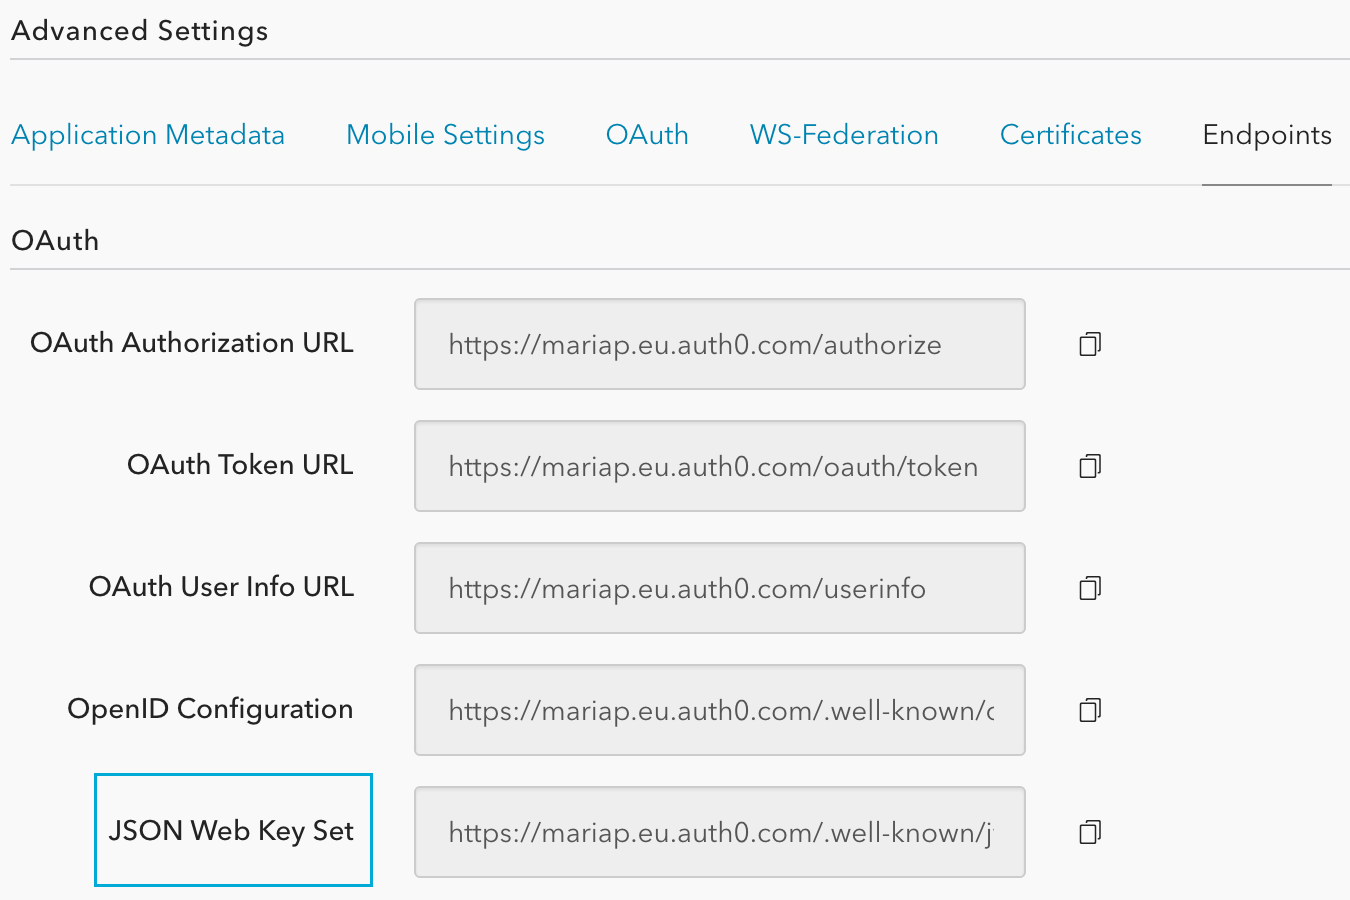 Advanced Settings
Application Metadata Mobile Settings OAuth WS-Federation Certificates Endpoints
OAuth
OAuth Authorization URL https://mariap.eu.auth0.com/authorize
OAuth Token URL https://mariap.eu.auth0.com/oauth/token
OAuth User Info URL https://mariap.eu.auth0.com/userinfo
OpenID Configuration https://mariap.eu.auth0.com/.well-known/
JSON Web Key Set https://mariap.eu.auth0.com/.well-known/j